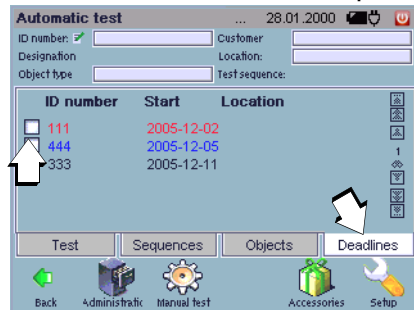 Automatic test ... 28.01.2000
ID number: Customer
Designation Location:
Object type Test sequence:
ID number Start Location
111 2005-12-02
444 2005-12-05
333 2005-12-11
1
Test Sequences Objects Deadlines
Back Administratic Manual test Accessories Setup